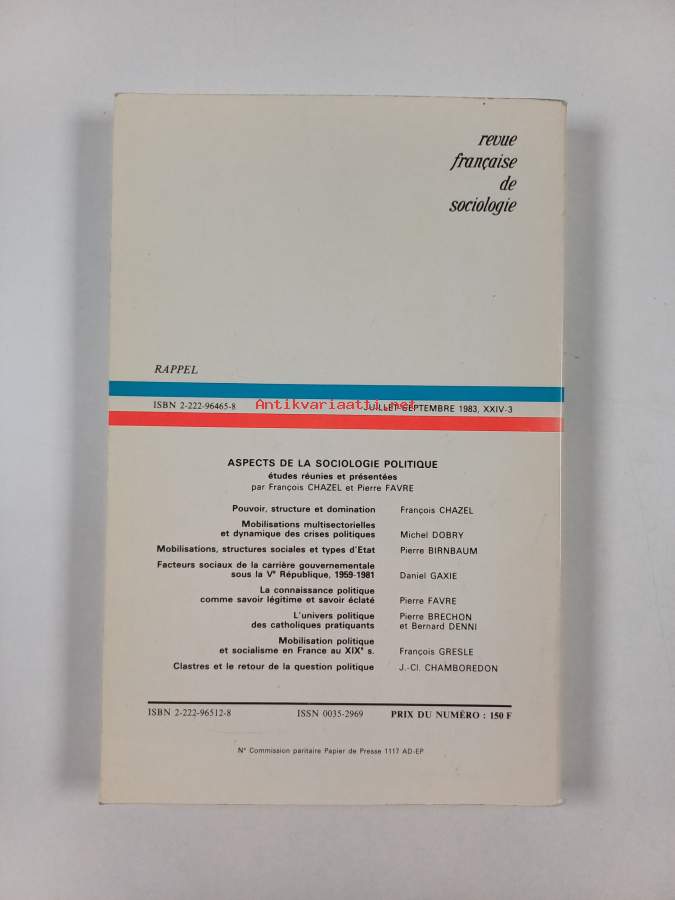 revue
française
de
sociologie
RAPPEL
ISBN 2-222-96465-8 JUILLET-SEPTEMBRE 1983, XXIV-3
Antikvariaatti.net
ASPECTS DE LA SOCIOLOGIE POLITIQUE
études réunies et présentées
par François CHAZEL et Pierre FAVRE
Pouvoir, structure et domination François CHAZEL
Mobilisations multisectorielles
et dynamique des crises politiques Michel DOBRY
Mobilisations, structures sociales et types d'Etat Pierre BIRNBAUM
Facteurs sociaux de la carrière gouvernementale
sous la Vᵉ République, 1959-1981 Daniel GAXIE
La connaissance politique
comme savoir légitime et savoir éclaté Pierre FAVRE
L'univers politique Pierre BRECHON
des catholiques pratiquants et Bernard DENNI
Mobilisation politique
et socialisme en France au XIXᵉ s. François GRESLE
Clastres et le retour de la question politique J.-Cl. CHAMBOREDON
ISBN 2-222-96512-8 ISSN 0035-2969 PRIX DU NUMÉRO : 150 F
N° Commission paritaire Papier de Presse 1117 AD-EP